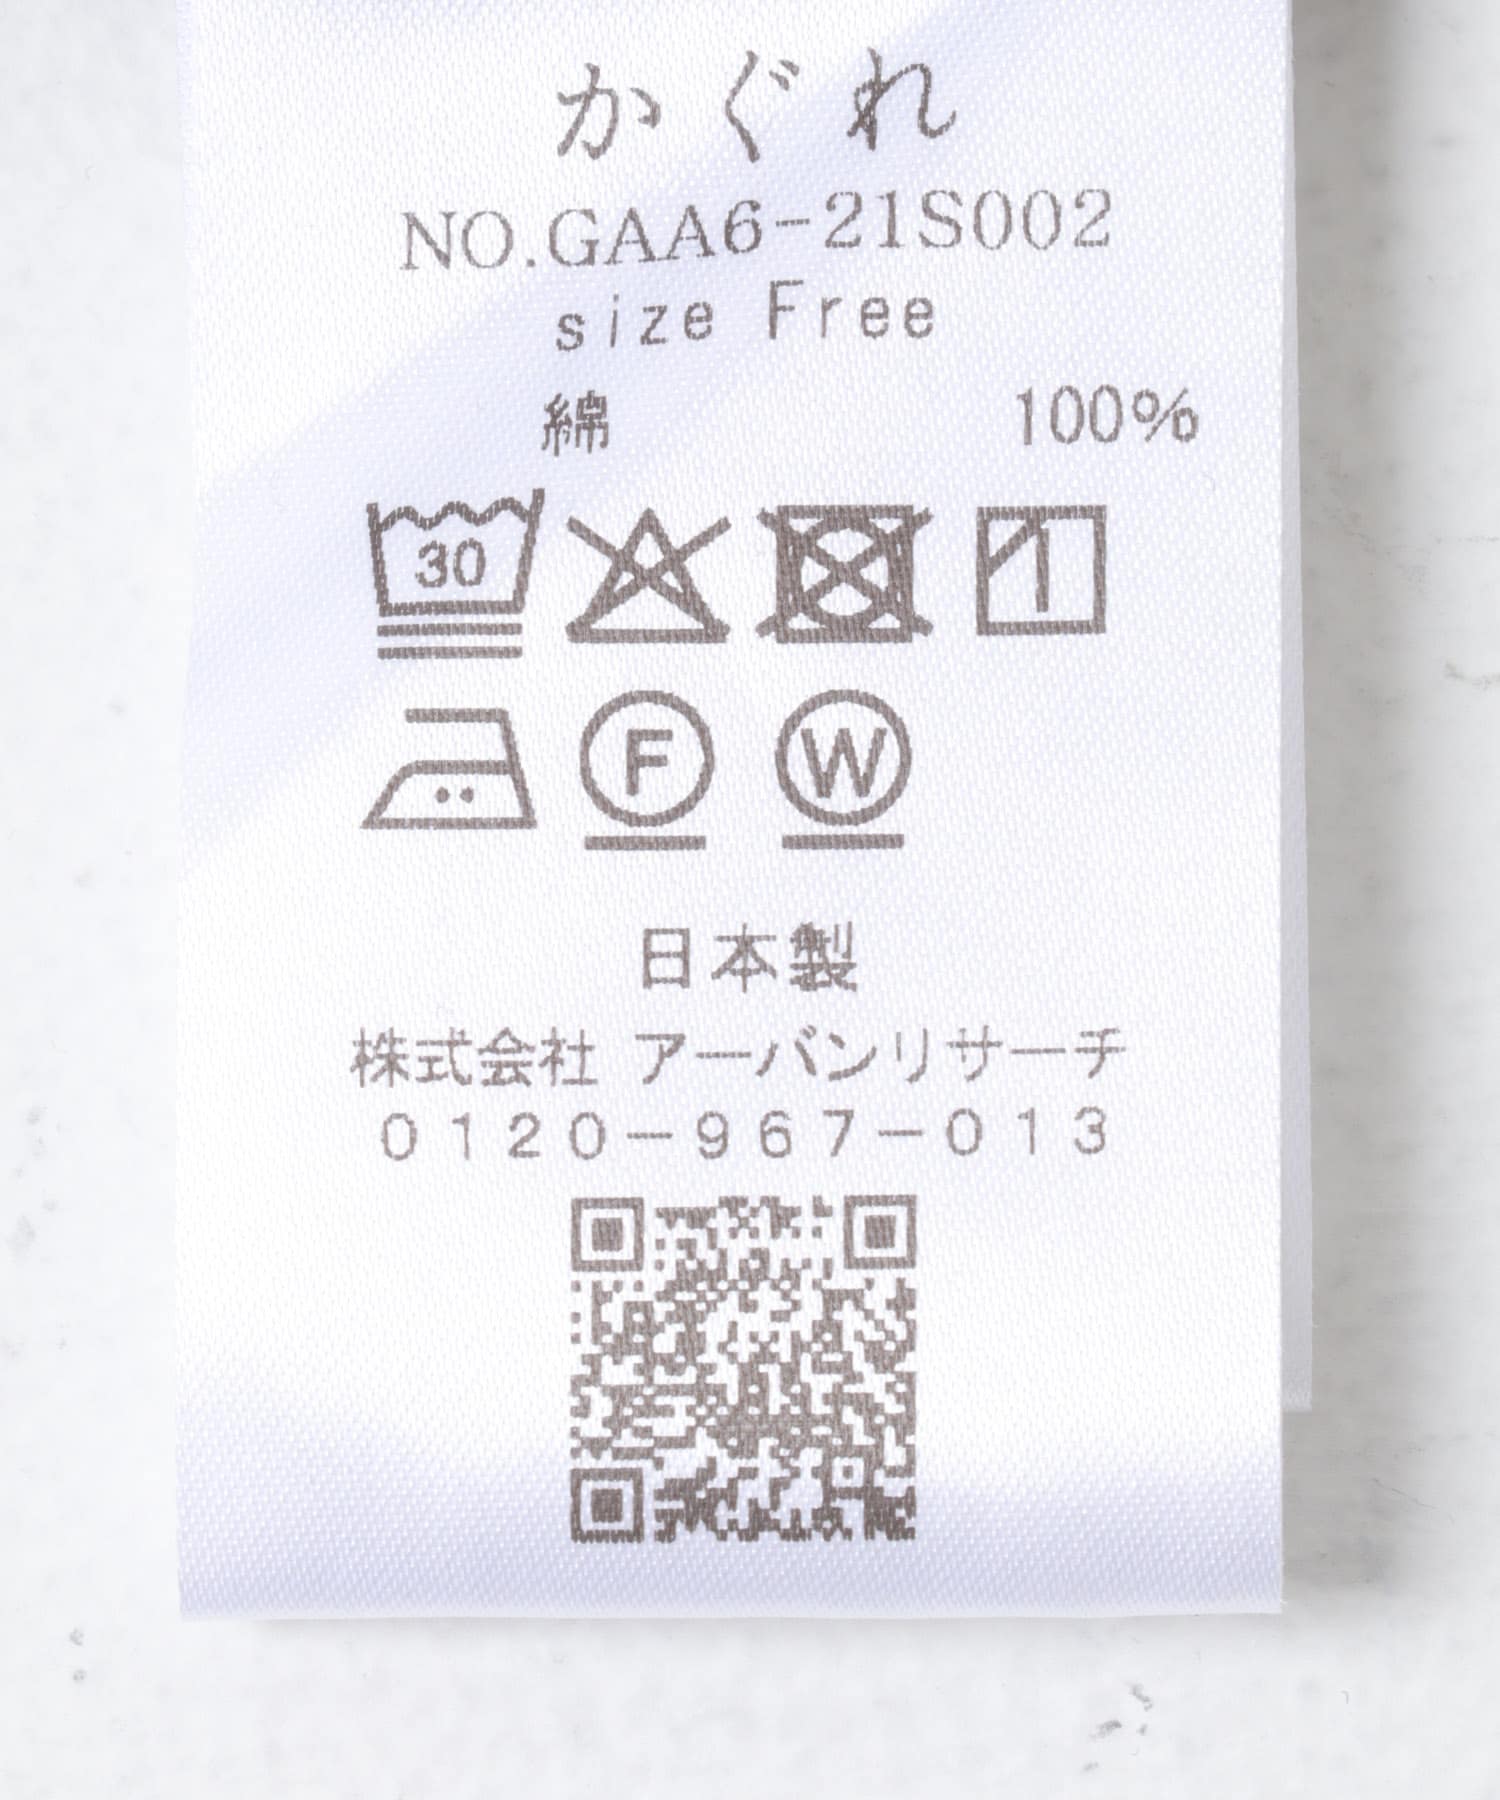 かぐれ
NO.GAA6-21S002
size Free
綿 100%
30
F W
日本製
株式会社 アーバンリサーチ
0120-967-013